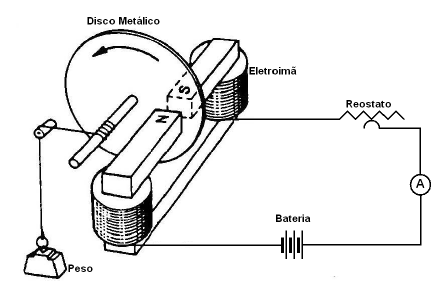 Disco Metálico
Eletroimã
S
Reostato
N
A
Bateria
Peso